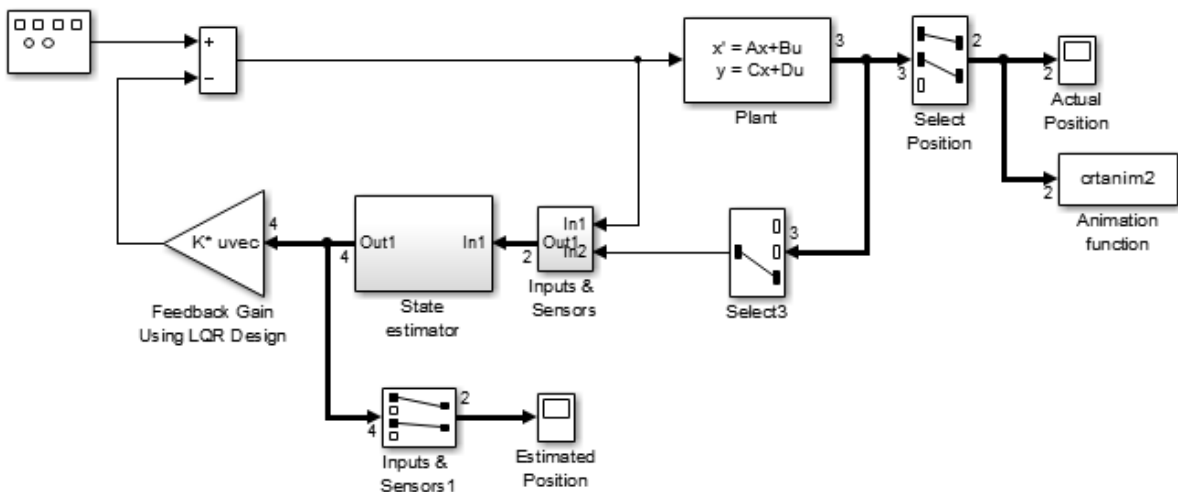 +
−
x' = Ax+Bu
y = Cx+Du
Plant
3
3
2
Select
Position
2
Actual
Position
2
crtanim2
Animation
function
K* uvec
4
Feedback Gain
Using LQR Design
4
Out1
In1
State
estimator
2
In1
Out1
In2
Inputs &
Sensors
3
Select3
4
2
Inputs &
Sensors1
Estimated
Position